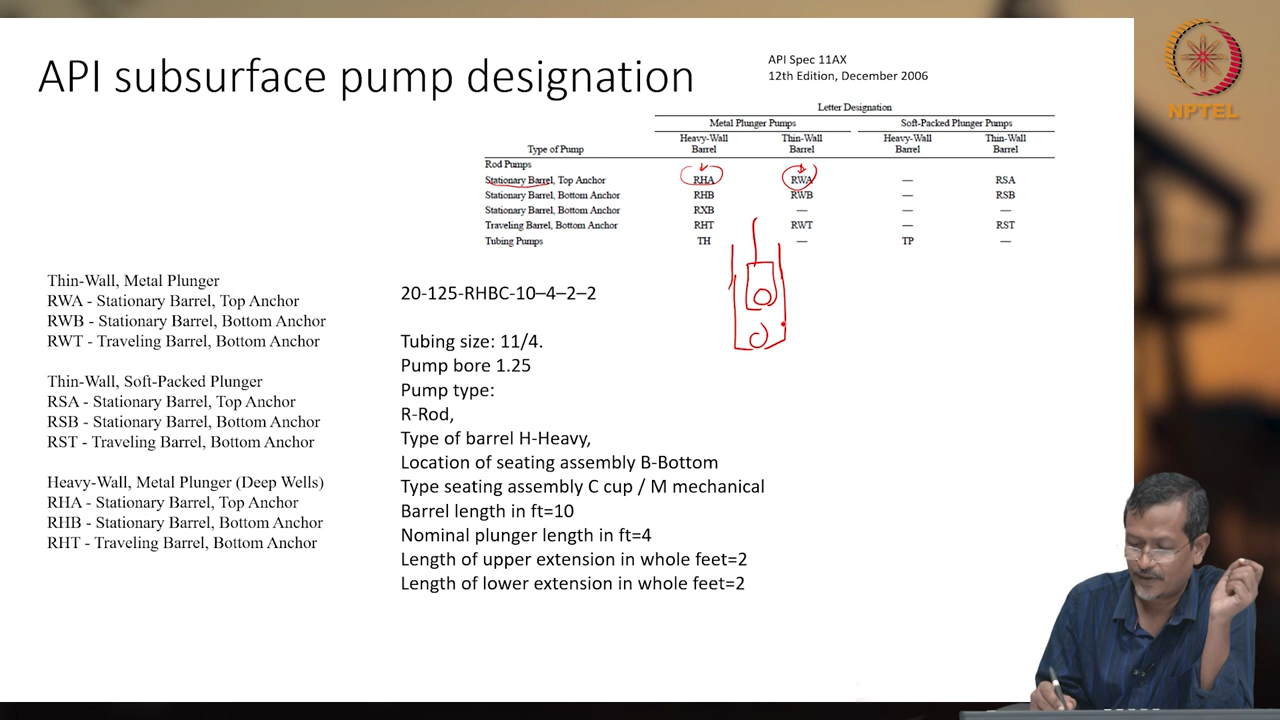 API subsurface pump designation
API Spec 11AX
12th Edition, December 2006
NPTEL
Letter Designation
Metal Plunger Pumps Soft-Packed Plunger Pumps
Type of Pump Heavy-Wall Barrel Thin-Wall Barrel Heavy-Wall Barrel Thin-Wall Barrel
Rod Pumps
Stationary Barrel, Top Anchor RHA RWA — RSA
Stationary Barrel, Bottom Anchor RHB RWB — RSB
Stationary Barrel, Bottom Anchor RXB — — —
Traveling Barrel, Bottom Anchor RHT RWT — RST
Tubing Pumps TH — TP —
Thin-Wall, Metal Plunger
RWA - Stationary Barrel, Top Anchor
RWB - Stationary Barrel, Bottom Anchor
RWT - Traveling Barrel, Bottom Anchor
Thin-Wall, Soft-Packed Plunger
RSA - Stationary Barrel, Top Anchor
RSB - Stationary Barrel, Bottom Anchor
RST - Traveling Barrel, Bottom Anchor
Heavy-Wall, Metal Plunger (Deep Wells)
RHA - Stationary Barrel, Top Anchor
RHB - Stationary Barrel, Bottom Anchor
RHT - Traveling Barrel, Bottom Anchor
20-125-RHBC-10–4–2–2
Tubing size: 11/4.
Pump bore 1.25
Pump type:
R-Rod,
Type of barrel H-Heavy,
Location of seating assembly B-Bottom
Type seating assembly C cup / M mechanical
Barrel length in ft=10
Nominal plunger length in ft=4
Length of upper extension in whole feet=2
Length of lower extension in whole feet=2